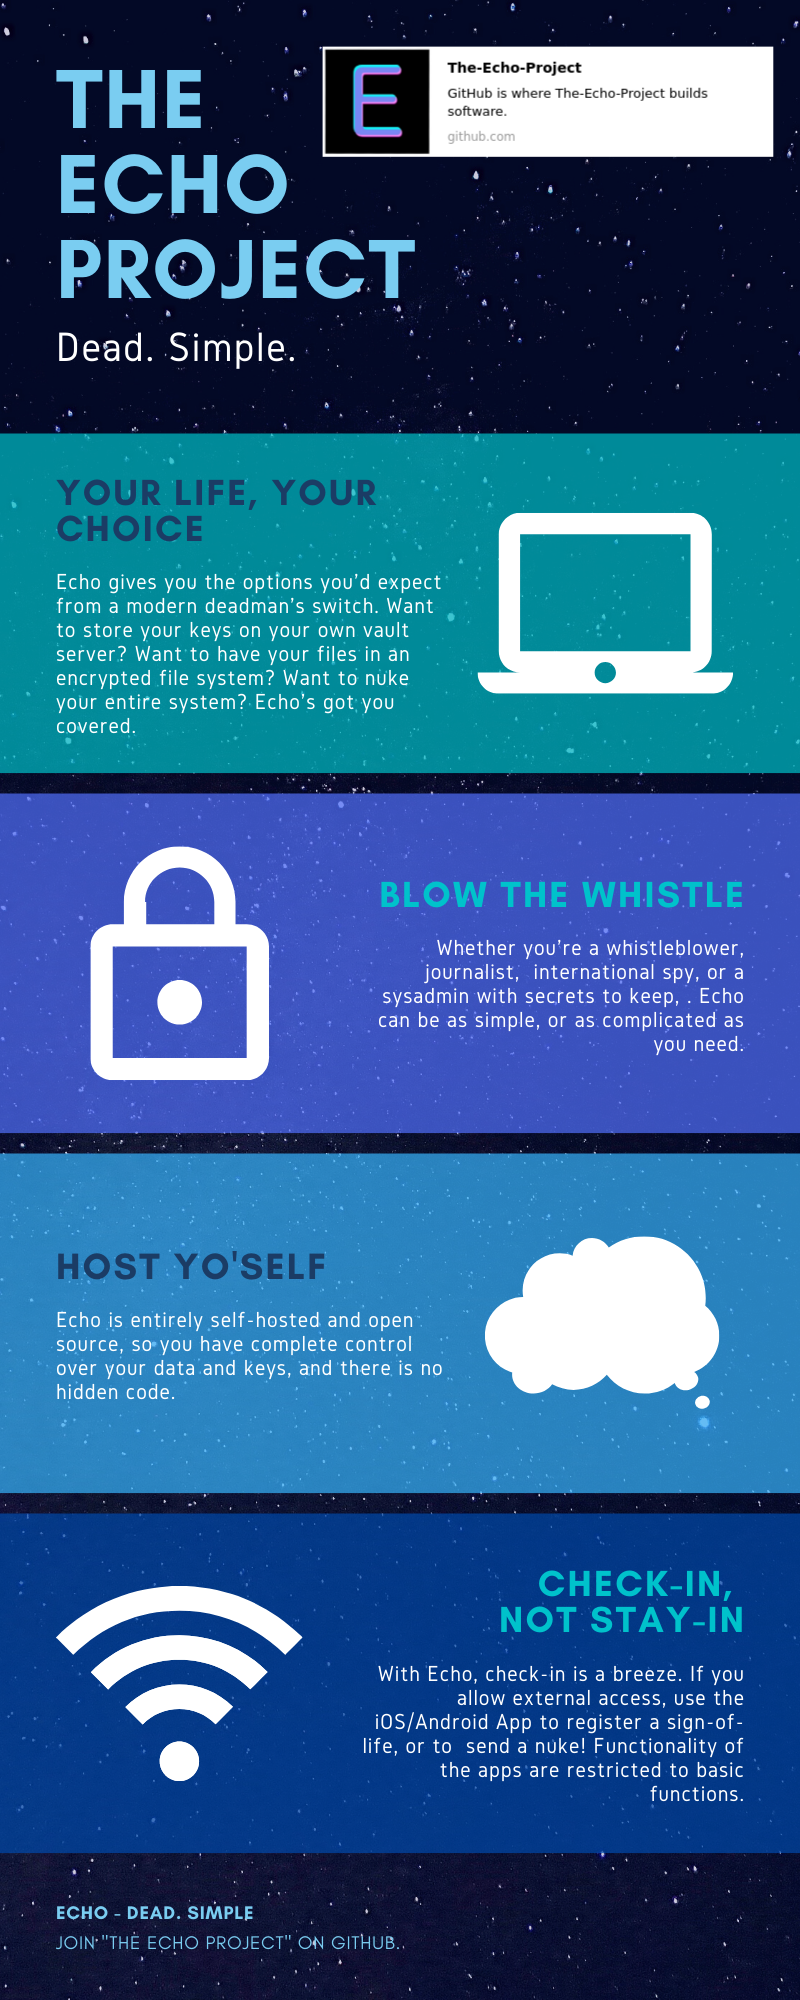 THE
ECHO
PROJECT
Dead. Simple.
The-Echo-Project
GitHub is where The-Echo-Project builds
software.
github.com
YOUR LIFE, YOUR
CHOICE
Echo gives you the options you'd expect
from a modern deadman's switch. Want
to store your keys on your own vault
server? Want to have your files in an
encrypted file system? Want to nuke
your entire system? Echo's got you
covered.
BLOW THE WHISTLE
Whether you're a whistleblower,
journalist,  international spy, or a
sysadmin with secrets to keep, . Echo
can be as simple, or as complicated as
you need.
HOST YO'SELF
Echo is entirely self-hosted and open
source, so you have complete control
over your data and keys, and there is no
hidden code.
CHECK-IN,
NOT STAY-IN
With Echo, check-in is a breeze. If you
allow external access, use the
iOS/Android App to register a sign-of-
life, or to  send a nuke! Functionality of
the apps are restricted to basic
functions.
ECHO - DEAD. SIMPLE
JOIN "THE ECHO PROJECT" ON GITHUB.